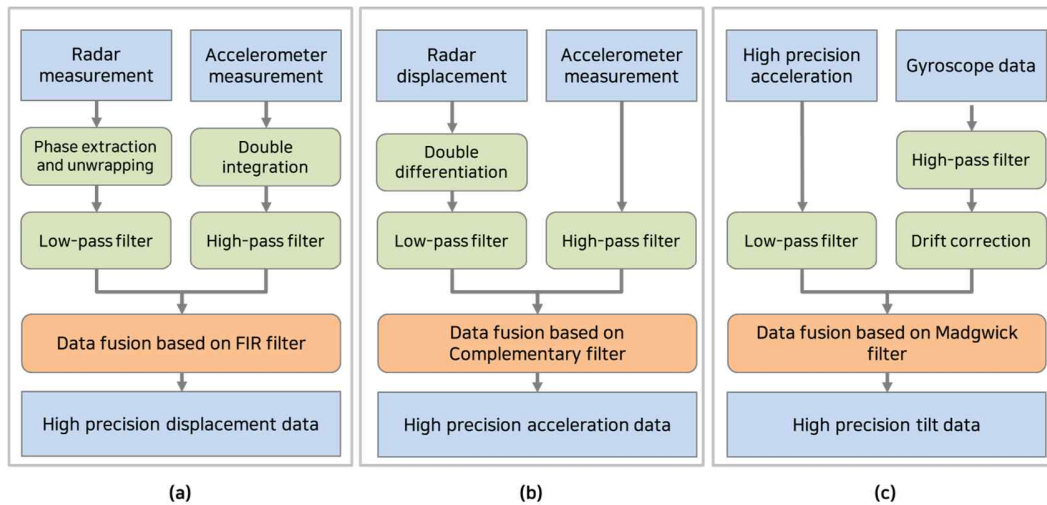 Radar
measurement
Accelerometer
measurement
Phase extraction
and unwrapping
Double
integration
Low-pass filter
High-pass filter
Data fusion based on FIR filter
High precision displacement data
(a)
Radar
displacement
Accelerometer
measurement
Double
differentiation
Low-pass filter
High-pass filter
Data fusion based on
Complementary filter
High precision acceleration data
(b)
High precision
acceleration
Gyroscope data
High-pass filter
Low-pass filter
Drift correction
Data fusion based on Madgwick
filter
High precision tilt data
(c)